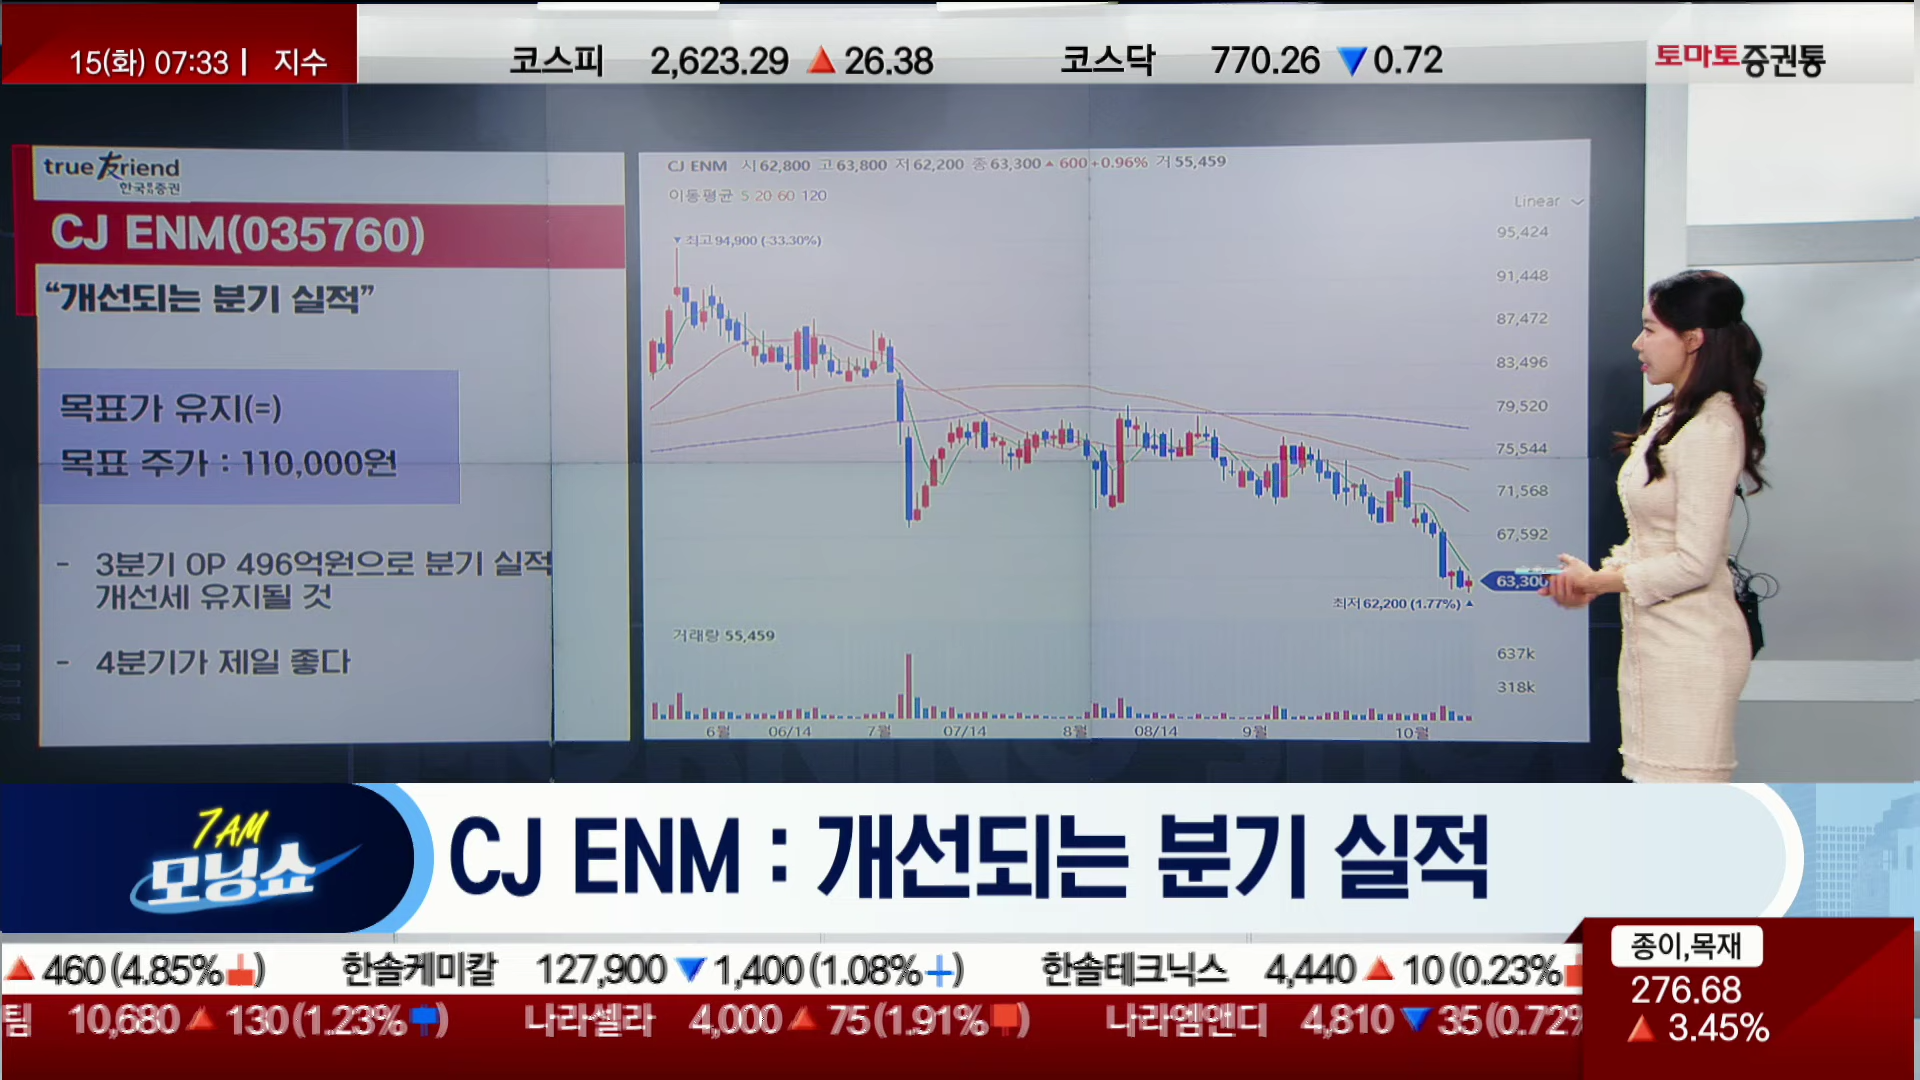 15(화) 07:33 | 지수
코스피 2,623.29 ▲ 26.38 코스닥 770.26 ▼ 0.72
토마토증권통
true 友riend
한국투자증권
CJ ENM(035760)
“개선되는 분기 실적”
목표가 유지(=)
목표 주가 : 110,000원
- 3분기 OP 496억원으로 분기 실적
개선세 유지될 것
- 4분기가 제일 좋다
CJ ENM 시 62,800 고 63,800 저 62,200 종 63,300 ▲ 600 +0.96% 거 55,459
이동평균 5 20 60 120
Linear
▼ 최고 94,900 (-33.30%)
95,424
91,448
87,472
83,496
79,520
75,544
71,568
67,592
63,300
최저 62,200 (1.77%) ▲
거래량 55,459
637k
318k
6월 06/14 7월 07/14 8월 08/14 9월 10월
7AM
모닝쇼
CJ ENM : 개선되는 분기 실적
▲ 460 (4.85%) 한솔케미칼 127,900 ▼ 1,400 (1.08%) 한솔테크닉스 4,440 ▲ 10 (0.23%
팀 10,680 ▲ 130 (1.23%) 나라셀라 4,000 ▲ 75 (1.91%) 나라엠앤디 4,810 ▼ 35 (0.72%
종이,목재
276.68
▲ 3.45%